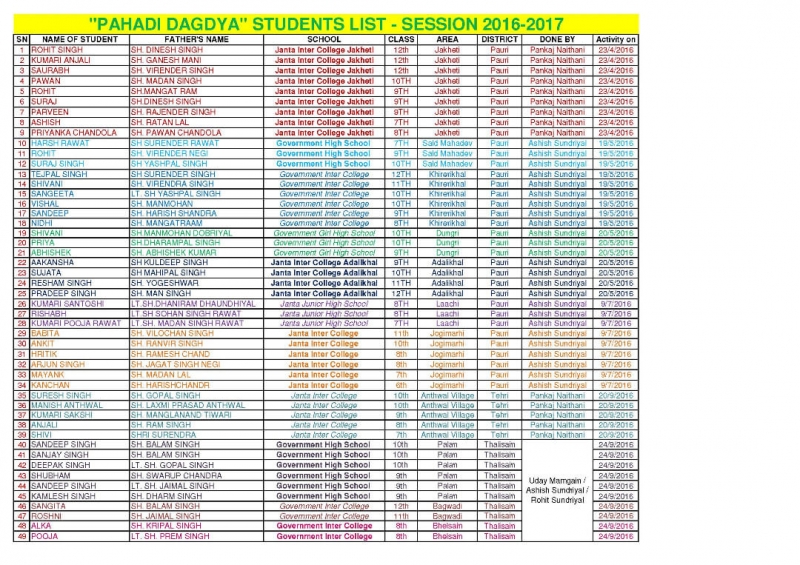 "PAHADI DAGDYA" STUDENTS LIST - SESSION 2016-2017
SN NAME OF STUDENT FATHER'S NAME SCHOOL CLASS AREA DISTRICT DONE BY Activity on
1 ROHIT SINGH SH. DINESH SINGH Janta Inter College Jakheti 12th Jakheti Pauri Pankaj Naithani 23/4/2016
2 KUMARI ANJALI SH. GANESH MANI Janta Inter College Jakheti 12th Jakheti Pauri Pankaj Naithani 23/4/2016
3 SAURABH SH. VIRENDER SINGH Janta Inter College Jakheti 12th Jakheti Pauri Pankaj Naithani 23/4/2016
4 PAWAN SH. MADAN SINGH Janta Inter College Jakheti 10TH Jakheti Pauri Pankaj Naithani 23/4/2016
5 ROHIT SH.MANGAT RAM Janta Inter College Jakheti 9TH Jakheti Pauri Pankaj Naithani 23/4/2016
6 SURAJ SH.DINESH SINGH Janta Inter College Jakheti 9TH Jakheti Pauri Pankaj Naithani 23/4/2016
7 PARVEEN SH. RAJENDER SINGH Janta Inter College Jakheti 9TH Jakheti Pauri Pankaj Naithani 23/4/2016
8 ASHISH SH. RATAN LAL Janta Inter College Jakheti 9TH Jakheti Pauri Pankaj Naithani 23/4/2016
9 PRIYANKA CHANDOLA SH. PAWAN CHANDOLA Janta Inter College Jakheti 8TH Jakheti Pauri Pankaj Naithani 23/4/2016
10 HARSH RAWAT SH SURENDER RAWAT Government High School 7TH Said Mahadev Pauri Ashish Sundriyal 19/5/2016
11 ROHIT SH. VIRENDER NEGI Government High School 9TH Said Mahadev Pauri Ashish Sundriyal 19/5/2016
12 SURAJ SINGH SH YASHPAL SINGH Government High School 10TH Said Mahadev Pauri Ashish Sundriyal 19/5/2016
13 TEJPAL SINGH SH SURENDER SINGH Government Inter College 12TH Khirerikhal Pauri Ashish Sundriyal 19/5/2016
14 SHIVANI SH. VIRENDRA SINGH Government Inter College 11TH Khirerikhal Pauri Ashish Sundriyal 19/5/2016
15 SANGEETA LT. SH YASHPAL SINGH Government Inter College 10TH Khirerikhal Pauri Ashish Sundriyal 19/5/2016
16 VISHAL SH. MANMOHAN Government Inter College 10TH Khirerikhal Pauri Ashish Sundriyal 19/5/2016
17 SANDEEP SH. HARISH SHANDRA Government Inter College 9TH Khirerikhal Pauri Ashish Sundriyal 19/5/2016
18 NIDHI SH. MANGATRAAM Government Inter College 8TH Khirerikhal Pauri Ashish Sundriyal 19/5/2016
19 SHIVANI SH.MANMOHAN DOBRIYAL Government Girl High School 10TH Dungri Pauri Ashish Sundriyal 20/5/2016
20 PRIYA SH.DHARAMPAL SINGH Government Girl High School 10TH Dungri Pauri Ashish Sundriyal 20/5/2016
21 ABHISHEK SH. ABHISHEK KUMAR Government Girl High School 9TH Dungri Pauri Ashish Sundriyal 20/5/2016
22 AAKANSHA SH KULDEEP SINGH Janta Inter College Adalikhal 9TH Adalikhal Pauri Ashish Sundriyal 20/5/2016
23 SUJATA SH MAHIPAL SINGH Janta Inter College Adalikhal 10TH Adalikhal Pauri Ashish Sundriyal 20/5/2016
24 RESHAM SINGH SH. YOGESHWAR Janta Inter College Adalikhal 11TH Adalikhal Pauri Ashish Sundriyal 20/5/2016
25 PRADEEP SINGH SH. MAN SINGH Janta Inter College Adalikhal 12TH Adalikhal Pauri Ashish Sundriyal 20/5/2016
26 KUMARI SANTOSHI LT.SH.DHANIRAM DHAUNDHIYAL Janta Junior High School 8TH Laachi Pauri Ashish Sundriyal 9/7/2016
27 RISHABH LT.SH SOHAN SINGH RAWAT Janta Junior High School 8TH Laachi Pauri Ashish Sundriyal 9/7/2016
28 KUMARI POOJA RAWAT LT.SH. MADAN SINGH RAWAT Janta Junior High School 7TH Laachi Pauri Ashish Sundriyal 9/7/2016
29 BABITA SH. VILOCHAN SINGH Janta Inter College 11th Jogimarhi Pauri Ashish Sundriyal 9/7/2016
30 ANKIT SH. RANVIR SINGH Janta Inter College 10th Jogimarhi Pauri Ashish Sundriyal 9/7/2016
31 HRITIK SH. RAMESH CHAND Janta Inter College 8th Jogimarhi Pauri Ashish Sundriyal 9/7/2016
32 ARJUN SINGH SH. JAGAT SINGH NEGI Janta Inter College 8th Jogimarhi Pauri Ashish Sundriyal 9/7/2016
33 MAYANK SH. MADAN LAL Janta Inter College 7th Jogimarhi Pauri Ashish Sundriyal 9/7/2016
34 KANCHAN SH. HARISHCHANDR Janta Inter College 6th Jogimarhi Pauri Ashish Sundriyal 9/7/2016
35 SURESH SINGH SH. GOPAL SINGH Janta Inter College 10th Anthwal Village Tehri Pankaj Naithani 20/9/2016
36 MANISH ANTHWAL SH. LAXMI PRASAD ANTHWAL Janta Inter College 10th Anthwal Village Tehri Pankaj Naithani 20/9/2016
37 KUMARI SAKSHI SH. MANGLANAND TIWARI Janta Inter College 9th Anthwal Village Tehri Pankaj Naithani 20/9/2016
38 ANJALI SH. RAM SINGH Janta Inter College 8th Anthwal Village Tehri Pankaj Naithani 20/9/2016
39 SHIVI SHRI SURENDRA Janta Inter College 7th Anthwal Village Tehri Pankaj Naithani 20/9/2016
40 SANDEEP SINGH SH. BALAM SINGH Government High School 10th Palam Thalisaim 24/9/2016
41 SANJAY SINGH SH. BALAM SINGH Government High School 10th Palam Thalisaim 24/9/2016
42 DEEPAK SINGH LT. SH. GOPAL SINGH Government High School 10th Palam Thalisaim 24/9/2016
43 SHUBHAM SH. SWARUP CHANDRA Government High School 9th Palam Thalisaim 24/9/2016
44 SANDEEP SINGH LT. SH. JAIMAL SINGH Government High School 9th Palam Thalisaim 24/9/2016
45 KAMLESH SINGH SH. DHARM SINGH Government High School 9th Palam Thalisaim 24/9/2016
46 SANGITA SH. BALAM SINGH Government Inter College 12th Bagwadi Thalisaim 24/9/2016
47 ROSHNI SH. JAIMAL SINGH Government Inter College 11th Bagwadi Thalisaim 24/9/2016
48 ALKA SH. KRIPAL SINGH Government Inter College 8th Bhelsain Thalisaim 24/9/2016
49 POOJA LT. SH. PREM SINGH Government Inter College 8th Bhelsain Thalisaim 24/9/2016
Uday Mamgain /
Ashish Sundriyal /
Rohit Sundriyal